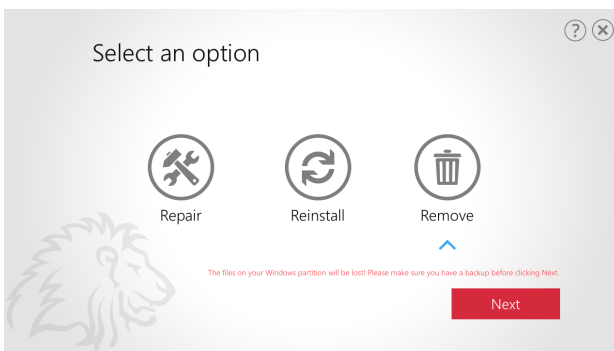 ?
Select an option
Repair
Reinstall
Remove
The files on your Windows partition will be lost! Please make sure you have a backup before clicking Next.
Next